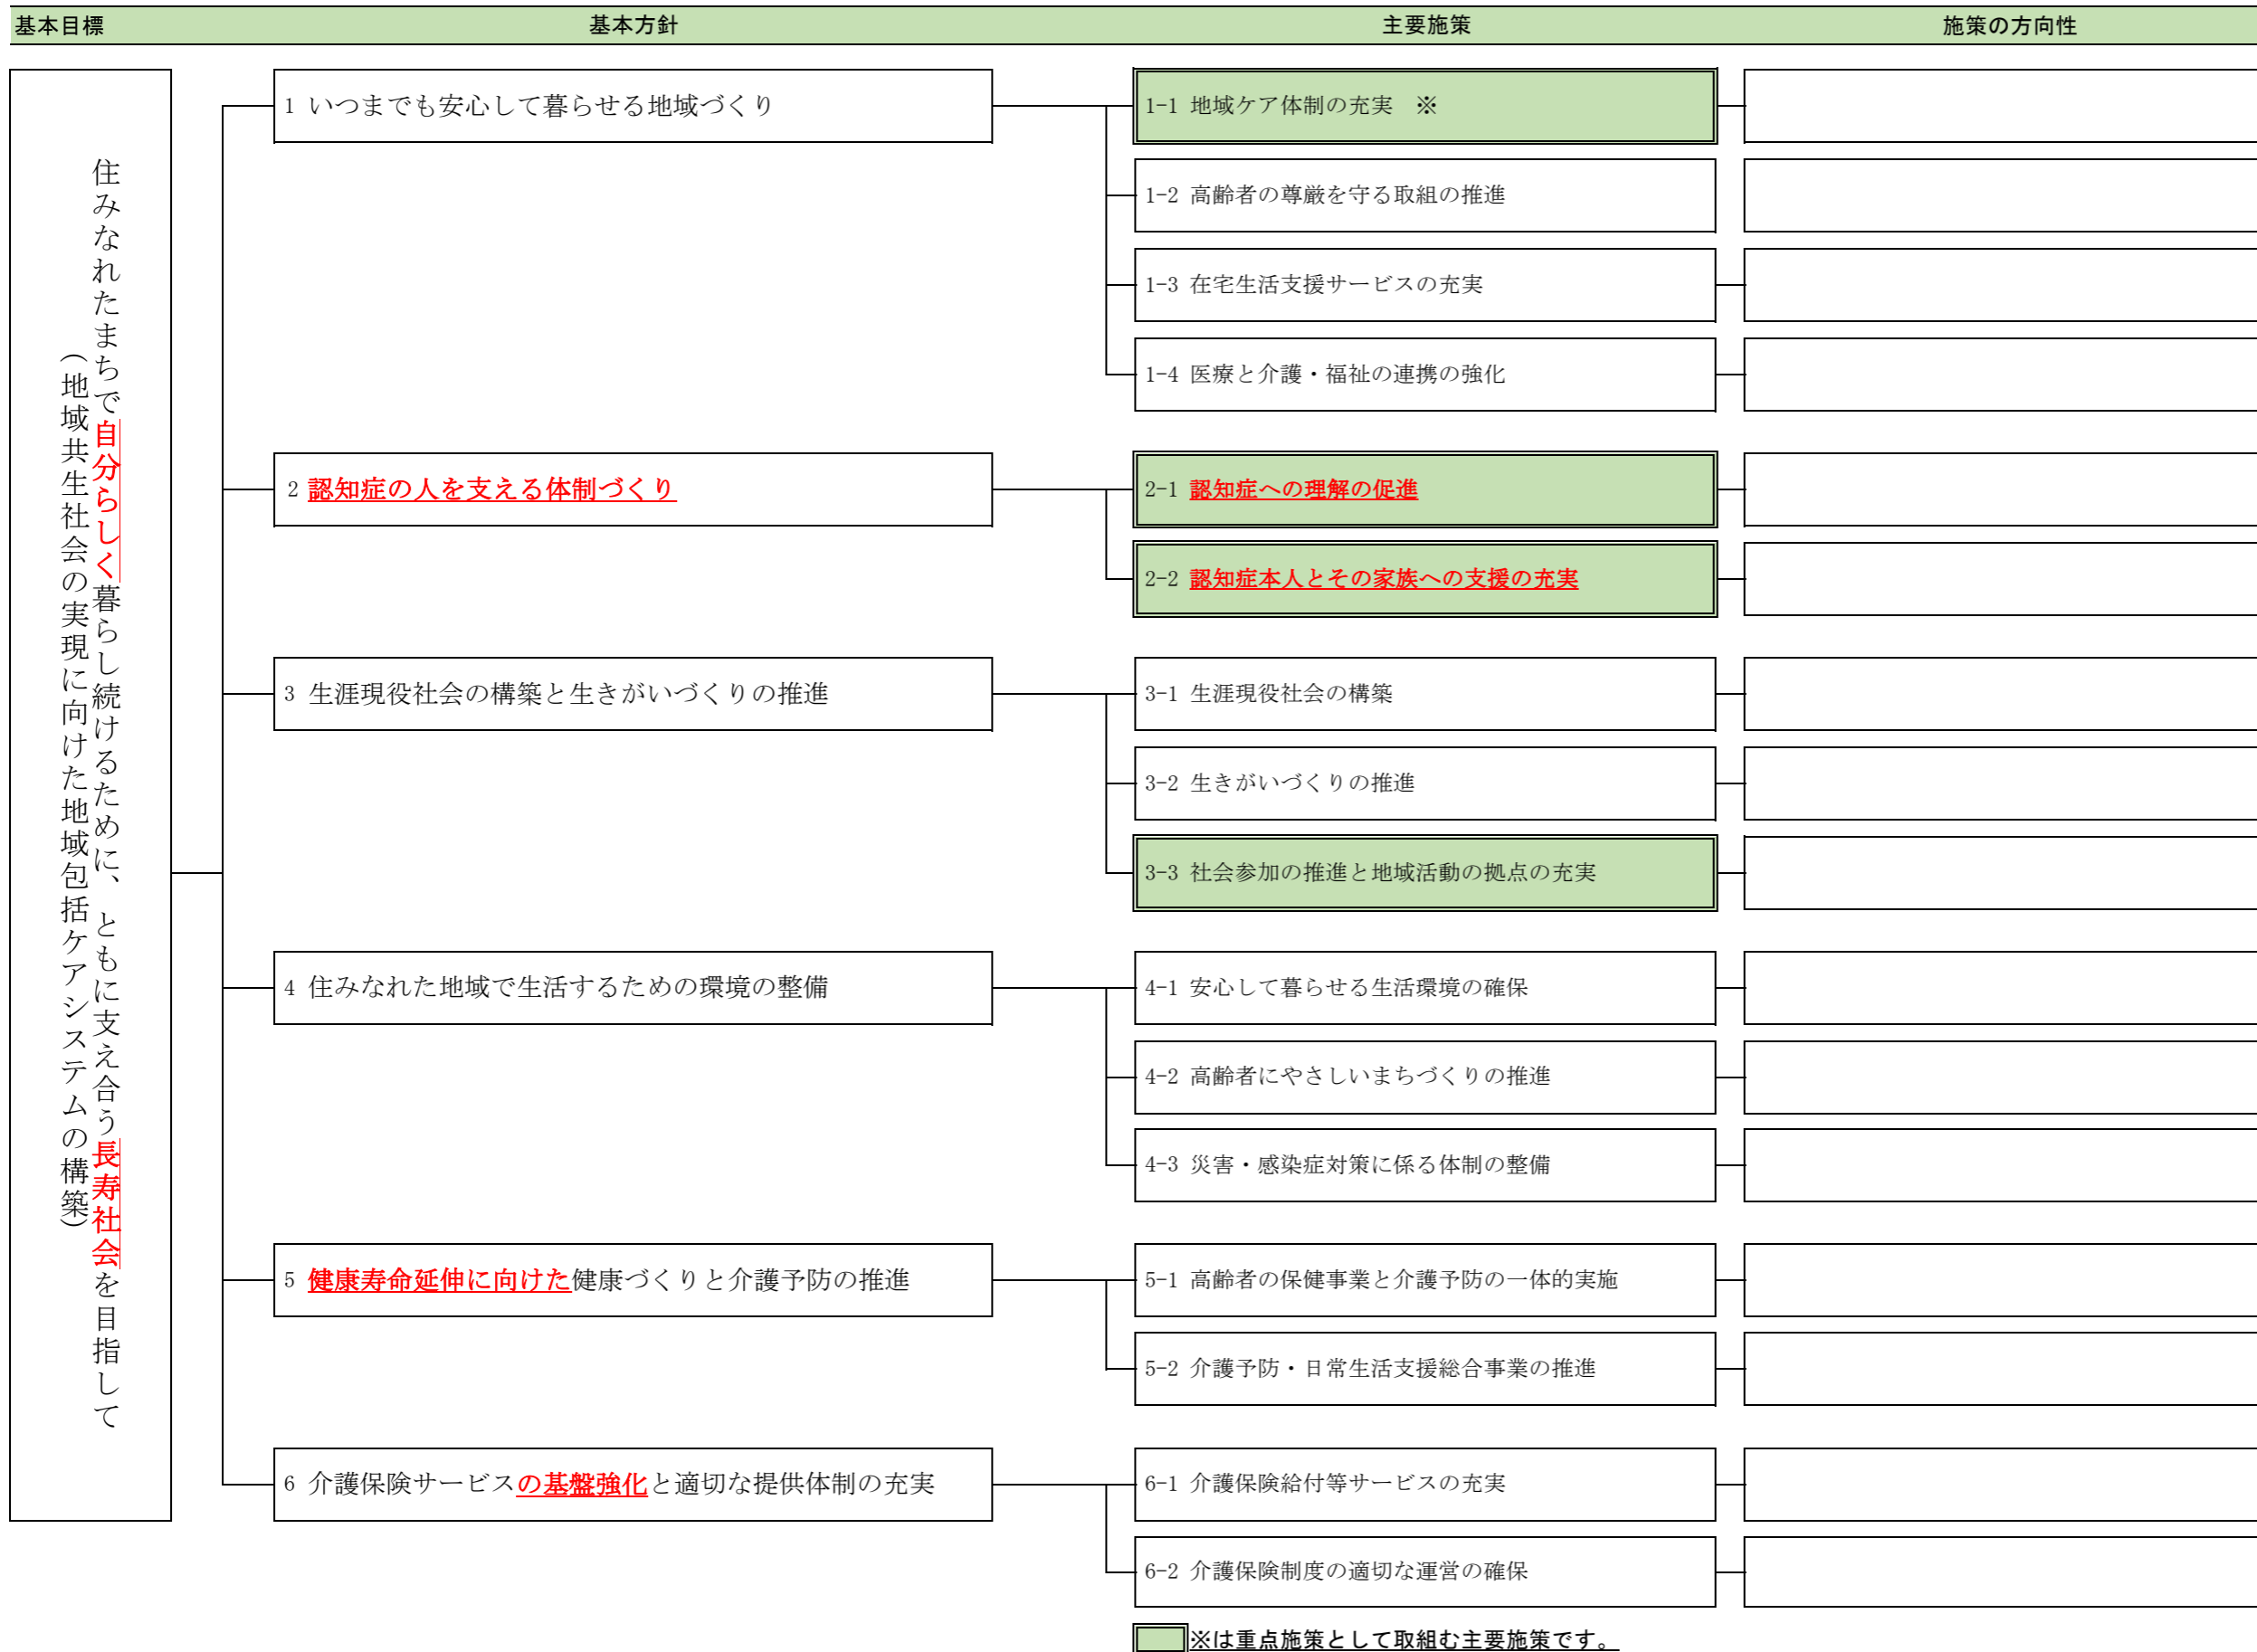 基本目標 基本方針 主要施策 施策の方向性
住みなれたまちで自分らしく暮らし続けるために、ともに支え合う長寿社会を目指して
（地域共生社会の実現に向けた地域包括ケアシステムの構築）
1 いつまでも安心して暮らせる地域づくり
1-1 地域ケア体制の充実　※
1-2 高齢者の尊厳を守る取組の推進
1-3 在宅生活支援サービスの充実
1-4 医療と介護・福祉の連携の強化
2 認知症の人を支える体制づくり
2-1 認知症への理解の促進
2-2 認知症本人とその家族への支援の充実
3 生涯現役社会の構築と生きがいづくりの推進
3-1 生涯現役社会の構築
3-2 生きがいづくりの推進
3-3 社会参加の推進と地域活動の拠点の充実
4 住みなれた地域で生活するための環境の整備
4-1 安心して暮らせる生活環境の確保
4-2 高齢者にやさしいまちづくりの推進
4-3 災害・感染症対策に係る体制の整備
5 健康寿命延伸に向けた健康づくりと介護予防の推進
5-1 高齢者の保健事業と介護予防の一体的実施
5-2 介護予防・日常生活支援総合事業の推進
6 介護保険サービスの基盤強化と適切な提供体制の充実
6-1 介護保険給付等サービスの充実
6-2 介護保険制度の適切な運営の確保
※は重点施策として取組む主要施策です。